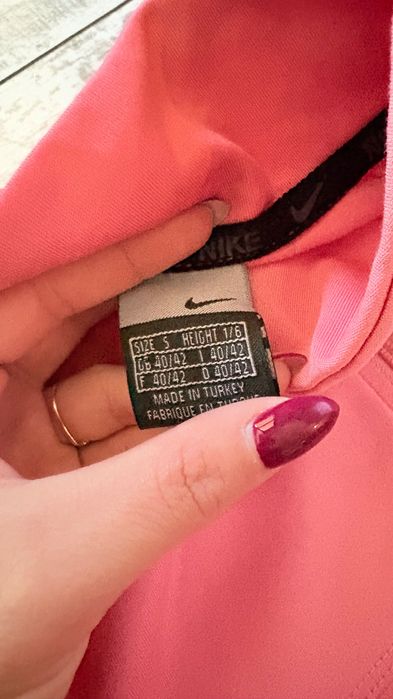 NIKE
SIZE S HEIGHT 1/6
GB 40/42 I 40/42
F 40/42 D 40/42
MADE IN TURKEY
FABRIQUE EN TURQUIE